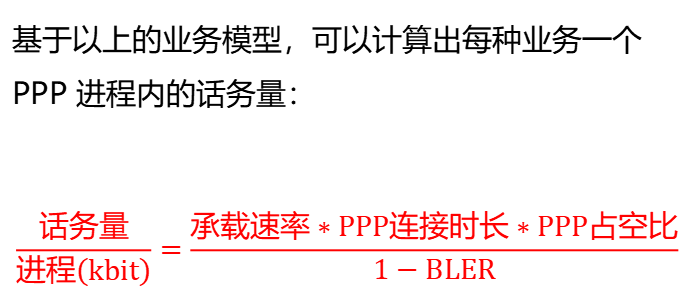 基于以上的业务模型，可以计算出每种业务一个
PPP 进程内的话务量：
话务量/进程(kbit) = 承载速率 * PPP连接时长 * PPP占空比/1 − BLER